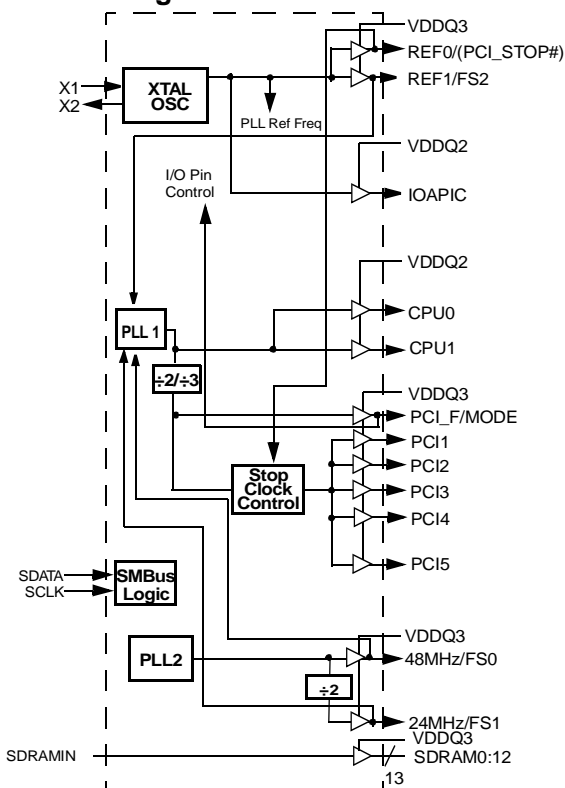 VDDQ3
REF0/(PCI_STOP#)
X1
X2
XTAL
OSC
REF1/FS2
PLL Ref Freq
VDDQ2
I/O Pin
Control
IOAPIC
VDDQ2
CPU0
PLL 1
CPU1
÷2/÷3
VDDQ3
PCI_F/MODE
PCI1
PCI2
Stop
Clock
Control
PCI3
PCI4
PCI5
SDATA
SCLK
SMBus
Logic
VDDQ3
PLL2
48MHz/FS0
÷2
24MHz/FS1
VDDQ3
SDRAMIN
SDRAM0:12
13